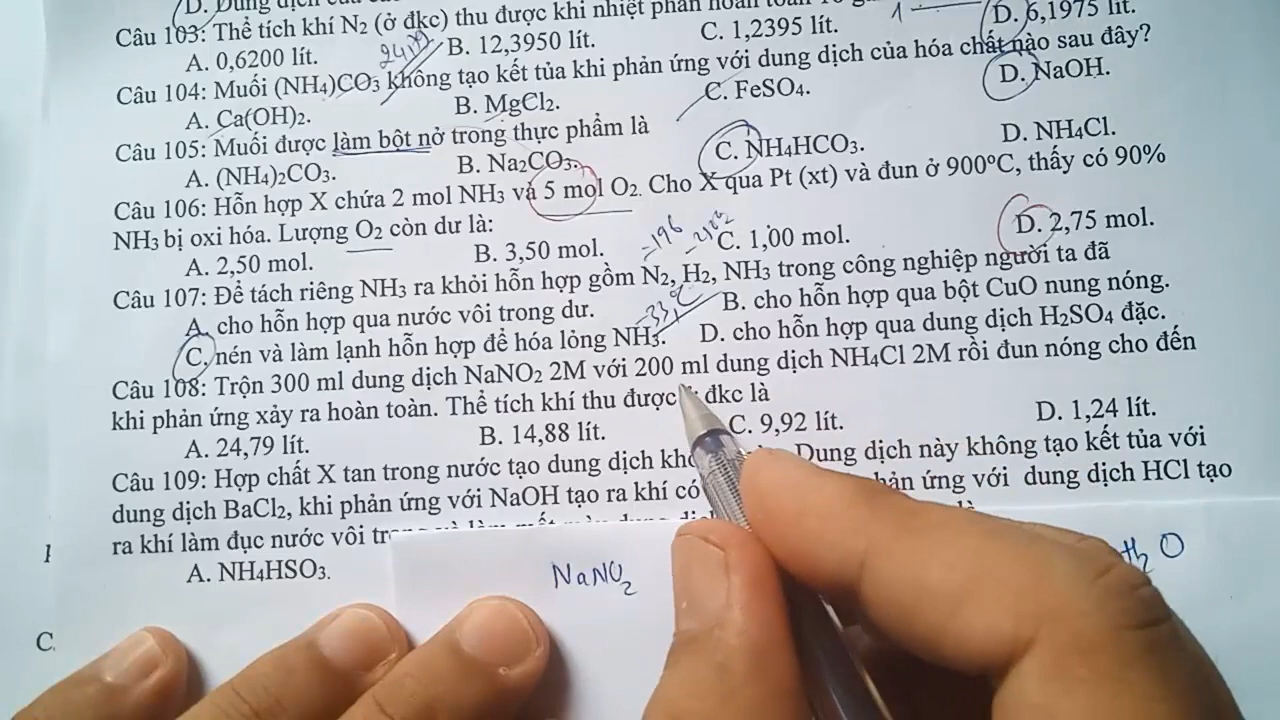 Câu 103: Thể tích khí N2 (ở đkc) thu được khi nhiệt phân hoàn toàn
D. 6,1975 lít.
A. 0,6200 lít. B. 12,3950 lít. C. 1,2395 lít.
Câu 104: Muối (NH4)CO3 không tạo kết tủa khi phản ứng với dung dịch của hóa chất nào sau đây?
A. Ca(OH)2. B. MgCl2. C. FeSO4. D. NaOH.
Câu 105: Muối được làm bột nở trong thực phẩm là
A. (NH4)2CO3. B. Na2CO3. C. NH4HCO3. D. NH4Cl.
Câu 106: Hỗn hợp X chứa 2 mol NH3 và 5 mol O2. Cho X qua Pt (xt) và đun ở 900°C, thấy có 90%
NH3 bị oxi hóa. Lượng O2 còn dư là:
A. 2,50 mol. B. 3,50 mol. C. 1,00 mol. D. 2,75 mol.
-196
Câu 107: Để tách riêng NH3 ra khỏi hỗn hợp gồm N2, H2, NH3 trong công nghiệp người ta đã
A. cho hỗn hợp qua nước vôi trong dư. B. cho hỗn hợp qua bột CuO nung nóng.
C. nén và làm lạnh hỗn hợp để hóa lỏng NH3. D. cho hỗn hợp qua dung dịch H2SO4 đặc.
Câu 108: Trộn 300 ml dung dịch NaNO2 2M với 200 ml dung dịch NH4Cl 2M rồi đun nóng cho đến
khi phản ứng xảy ra hoàn toàn. Thể tích khí thu được đkc là
A. 24,79 lít. B. 14,88 lít. C. 9,92 lít. D. 1,24 lít.
Câu 109: Hợp chất X tan trong nước tạo dung dịch Dung dịch này không tạo kết tủa với
dung dịch BaCl2, khi phản ứng với NaOH tạo ra khí có ứng với dung dịch HCl tạo
ra khí làm đục nước vôi
A. NH4HSO3.
1
C.
NaNO2
H2O